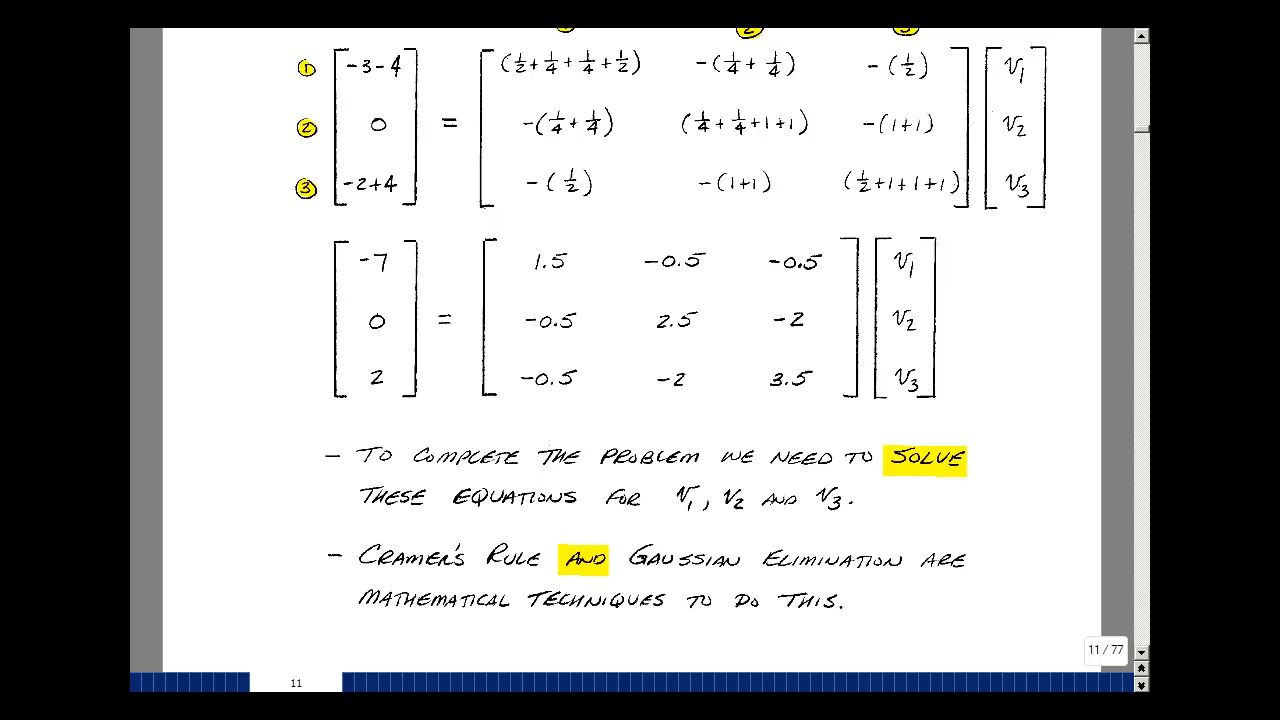 2 3
1 -3-4 (1/2 + 1/4 + 1/4 + 1/2) -(1/4 + 1/4) -(1/2) v1
2 0 = -(1/4 + 1/4) (1/4 + 1/4 + 1 + 1) -(1+1) v2
3 -2+4 -(1/2) -(1+1) (1/2 + 1 + 1 + 1) v3
-7 1.5 -0.5 -0.5 v1
0 = -0.5 2.5 -2 v2
2 -0.5 -2 3.5 v3
- TO COMPLETE THE PROBLEM WE NEED TO SOLVE
THESE EQUATIONS FOR v1, v2 AND v3.
- CRAMER'S RULE AND GAUSSIAN ELIMINATION ARE
MATHEMATICAL TECHNIQUES TO DO THIS.
11 / 77
11